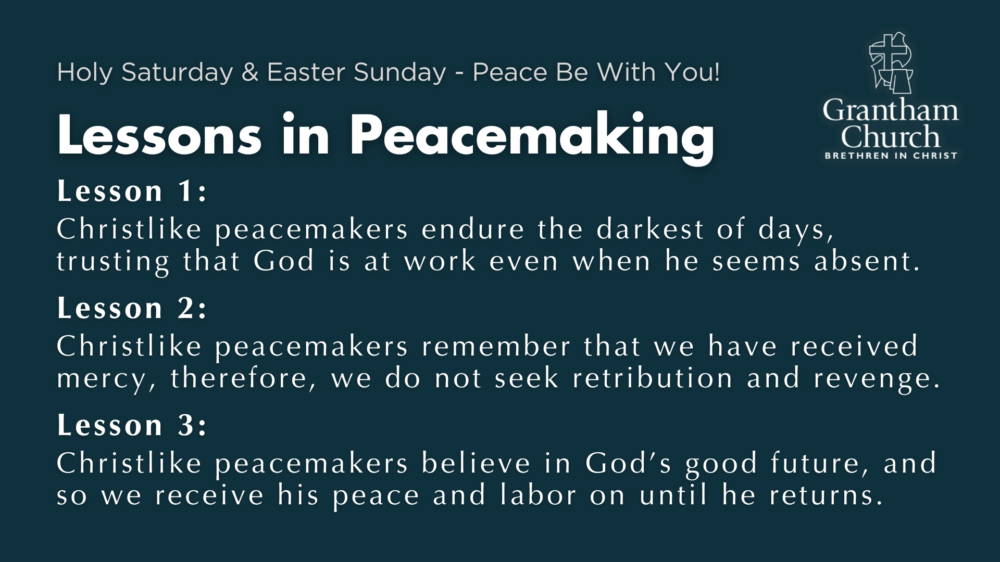 Holy Saturday & Easter Sunday - Peace Be With You!
Grantham
Church
BRETHREN IN CHRIST
Lessons in Peacemaking
Lesson 1:
Christlike peacemakers endure the darkest of days,
trusting that God is at work even when he seems absent.
Lesson 2:
Christlike peacemakers remember that we have received
mercy, therefore, we do not seek retribution and revenge.
Lesson 3:
Christlike peacemakers believe in God’s good future, and
so we receive his peace and labor on until he returns.